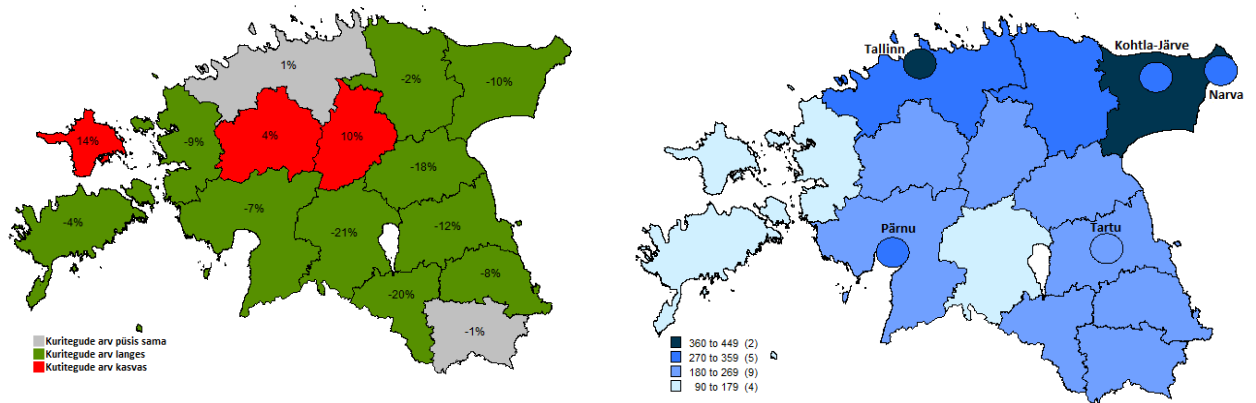 1%
-2%
-10%
14%
-9%
4%
10%
-18%
-4%
-7%
-21%
-12%
-8%
-20%
-1%
Kuritegude arv püsis sama
Kuritegude arv langes
Kutitegude arv kasvas
Tallinn
Kohtla-Järve
Narva
Pärnu
Tartu
360 to 449 (2)
270 to 359 (5)
180 to 269 (9)
90 to 179 (4)